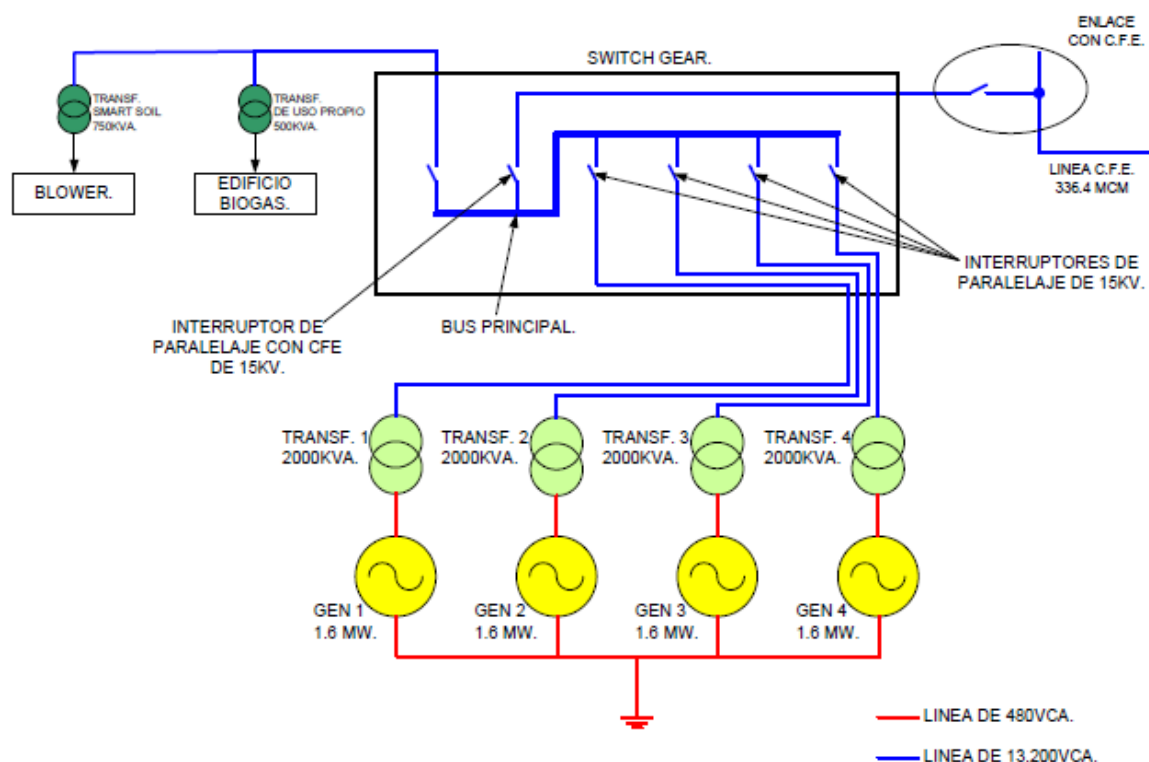 ENLACE
CON C.F.E.
SWITCH GEAR.
TRANSF.
SMART SOIL
750KVA.
TRANSF.
DE USO PROPIO
500KVA.
BLOWER.
EDIFICIO
BIOGAS.
LINEA C.F.E.
336.4 MCM
INTERRUPTORES DE
PARALELAJE DE 15KV.
INTERRUPTOR DE
PARALELAJE CON CFE
DE 15KV.
BUS PRINCIPAL.
TRANSF. 1
2000KVA.
TRANSF. 2
2000KVA.
TRANSF. 3
2000KVA.
TRANSF. 4
2000KVA.
GEN 1
1.6 MW.
GEN 2
1.6 MW.
GEN 3
1.6 MW.
GEN 4
1.6 MW.
LINEA DE 480VCA.
LINEA DE 13.200VCA.